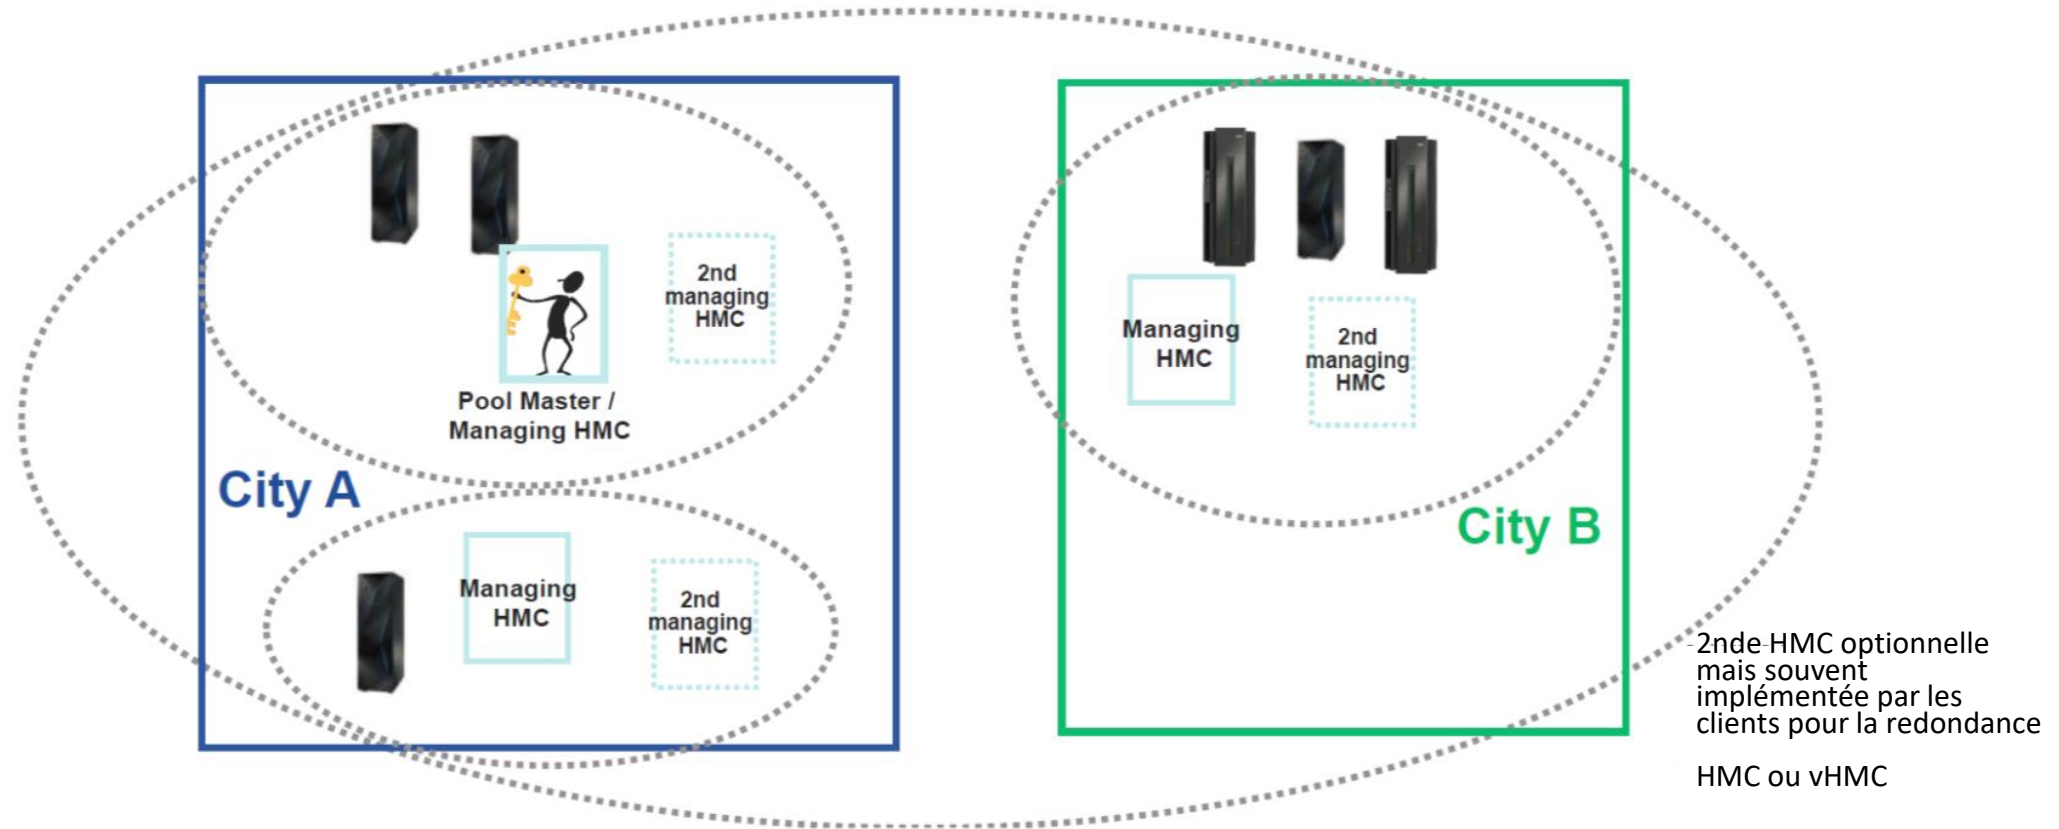 2nd
managing
HMC
Pool Master /
Managing HMC
City A
Managing
HMC
2nd
managing
HMC
Managing
HMC
2nd
managing
HMC
City B
2nde HMC optionnelle
mais souvent
implémentée par les
clients pour la redondance
HMC ou vHMC